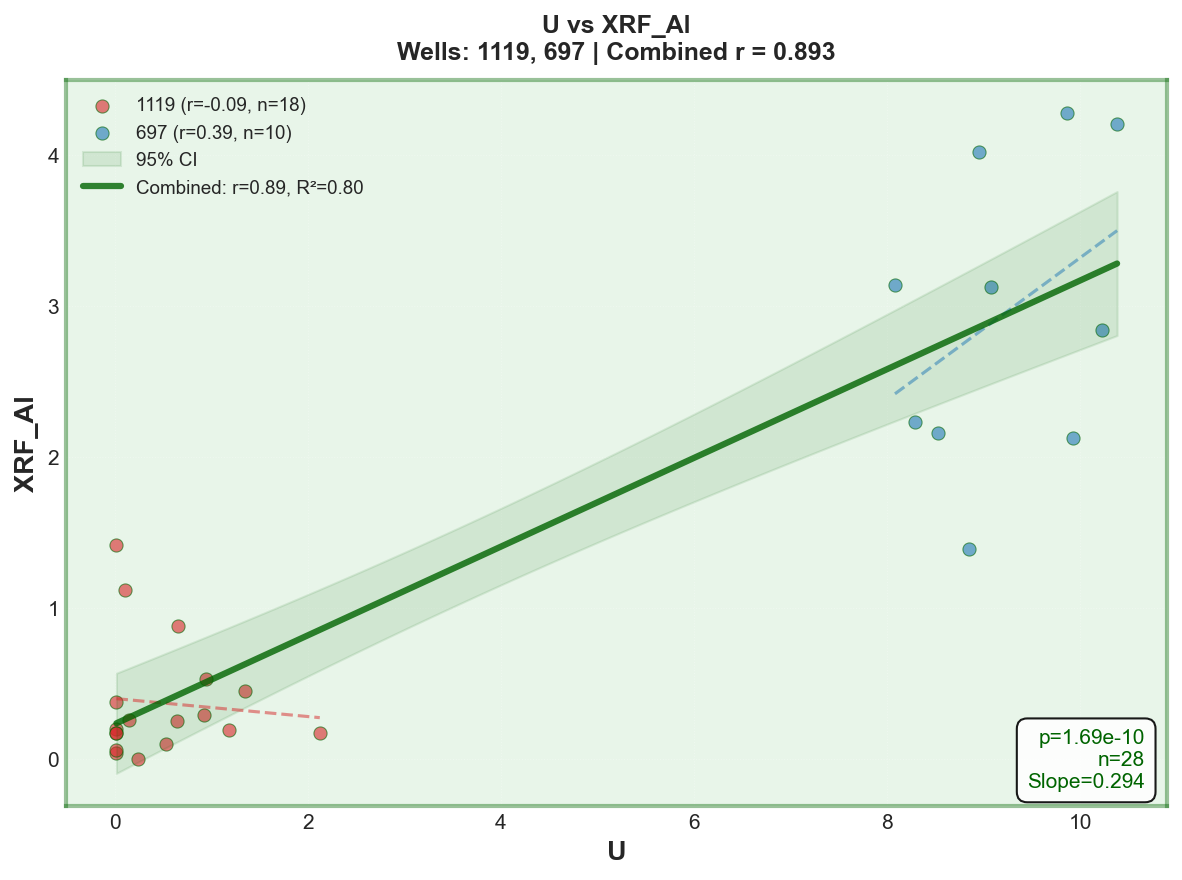 U vs XRF_Al
Wells: 1119, 697 | Combined r = 0.893
1119 (r=-0.09, n=18)
697 (r=0.39, n=10)
95% CI
Combined: r=0.89, R²=0.80
XRF_Al
4
3
2
1
0
p=1.69e-10
n=28
Slope=0.294
0 2 4 6 8 10
U